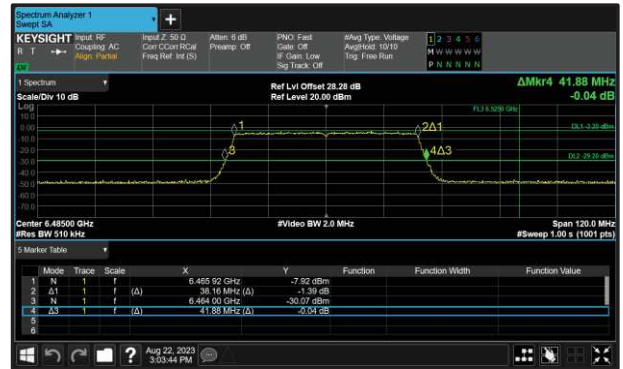 Spectrum Analyzer 1
Swept SA
KEYSIGHT Input: RF Input Z: 50 Ω Atten: 6 dB PNO: Fast #Avg Type: Voltage 1 2 3 4 5 6
R T Coupling: AC Corr CCorr RCal Preamp: Off Gate: Off Avg|Hold: 10/10 M W W W W W
Align: Partial Freq Ref: Int (S) IF Gain: Low Trig: Free Run
Sig Track: Off P N N N N N
1 Spectrum Ref Lvl Offset 28.28 dB ΔMkr4 41.88 MHz
Scale/Div 10 dB Ref Level 20.00 dBm -0.04 dB
Log
10.0 FL3 6.5250 GHz
0.00 1 2Δ1 DL1 -3.20 dBm
-10.0
-20.0 3 4Δ3 DL2 -29.20 dBm
-30.0
-40.0
-50.0
-60.0
-70.0
Center 6.48500 GHz #Video BW 2.0 MHz Span 120.0 MHz
#Res BW 510 kHz #Sweep 1.00 s (1001 pts)
5 Marker Table
Mode Trace Scale X Y Function Function Width Function Value
1 N 1 f 6.465 92 GHz -7.92 dBm
2 Δ1 1 f (Δ) 38.16 MHz (Δ) -1.39 dB
3 N 1 f 6.464 00 GHz -30.07 dBm
4 Δ3 1 f (Δ) 41.88 MHz (Δ) -0.04 dB
5
6
? Aug 22, 2023
3:03:44 PM